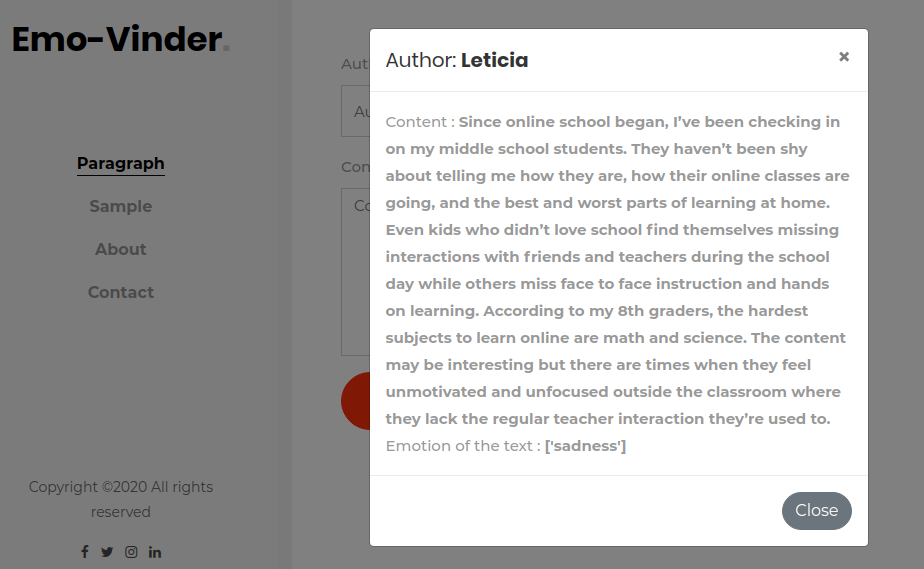 Emo-Vinder.
Paragraph
Sample
About
Contact
Copyright ©2020 All rights
reserved
Aut
Au
Con
Co
Author: Leticia
×
Content : Since online school began, I’ve been checking in
on my middle school students. They haven’t been shy
about telling me how they are, how their online classes are
going, and the best and worst parts of learning at home.
Even kids who didn’t love school find themselves missing
interactions with friends and teachers during the school
day while others miss face to face instruction and hands
on learning. According to my 8th graders, the hardest
subjects to learn online are math and science. The content
may be interesting but there are times when they feel
unmotivated and unfocused outside the classroom where
they lack the regular teacher interaction they’re used to.
Emotion of the text : ['sadness']
Close